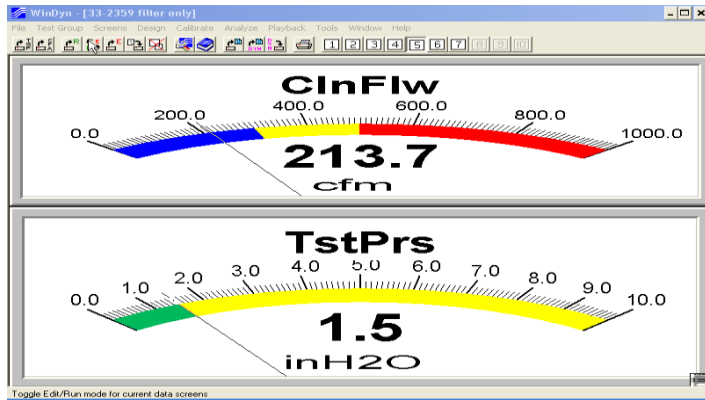 WinDyn - [33-2359 filter only]
File Test Group Screens Design Calibrate Analyze Playback Tools Window Help
1 2 3 4 5 6 7 8 9 10
ClnFlw
0.0 200.0 400.0 600.0 800.0 1000.0
213.7
cfm
TstPrs
0.0 1.0 2.0 3.0 4.0 5.0 6.0 7.0 8.0 9.0 10.0
1.5
inH2O
Toggle Edit/Run mode for current data screens